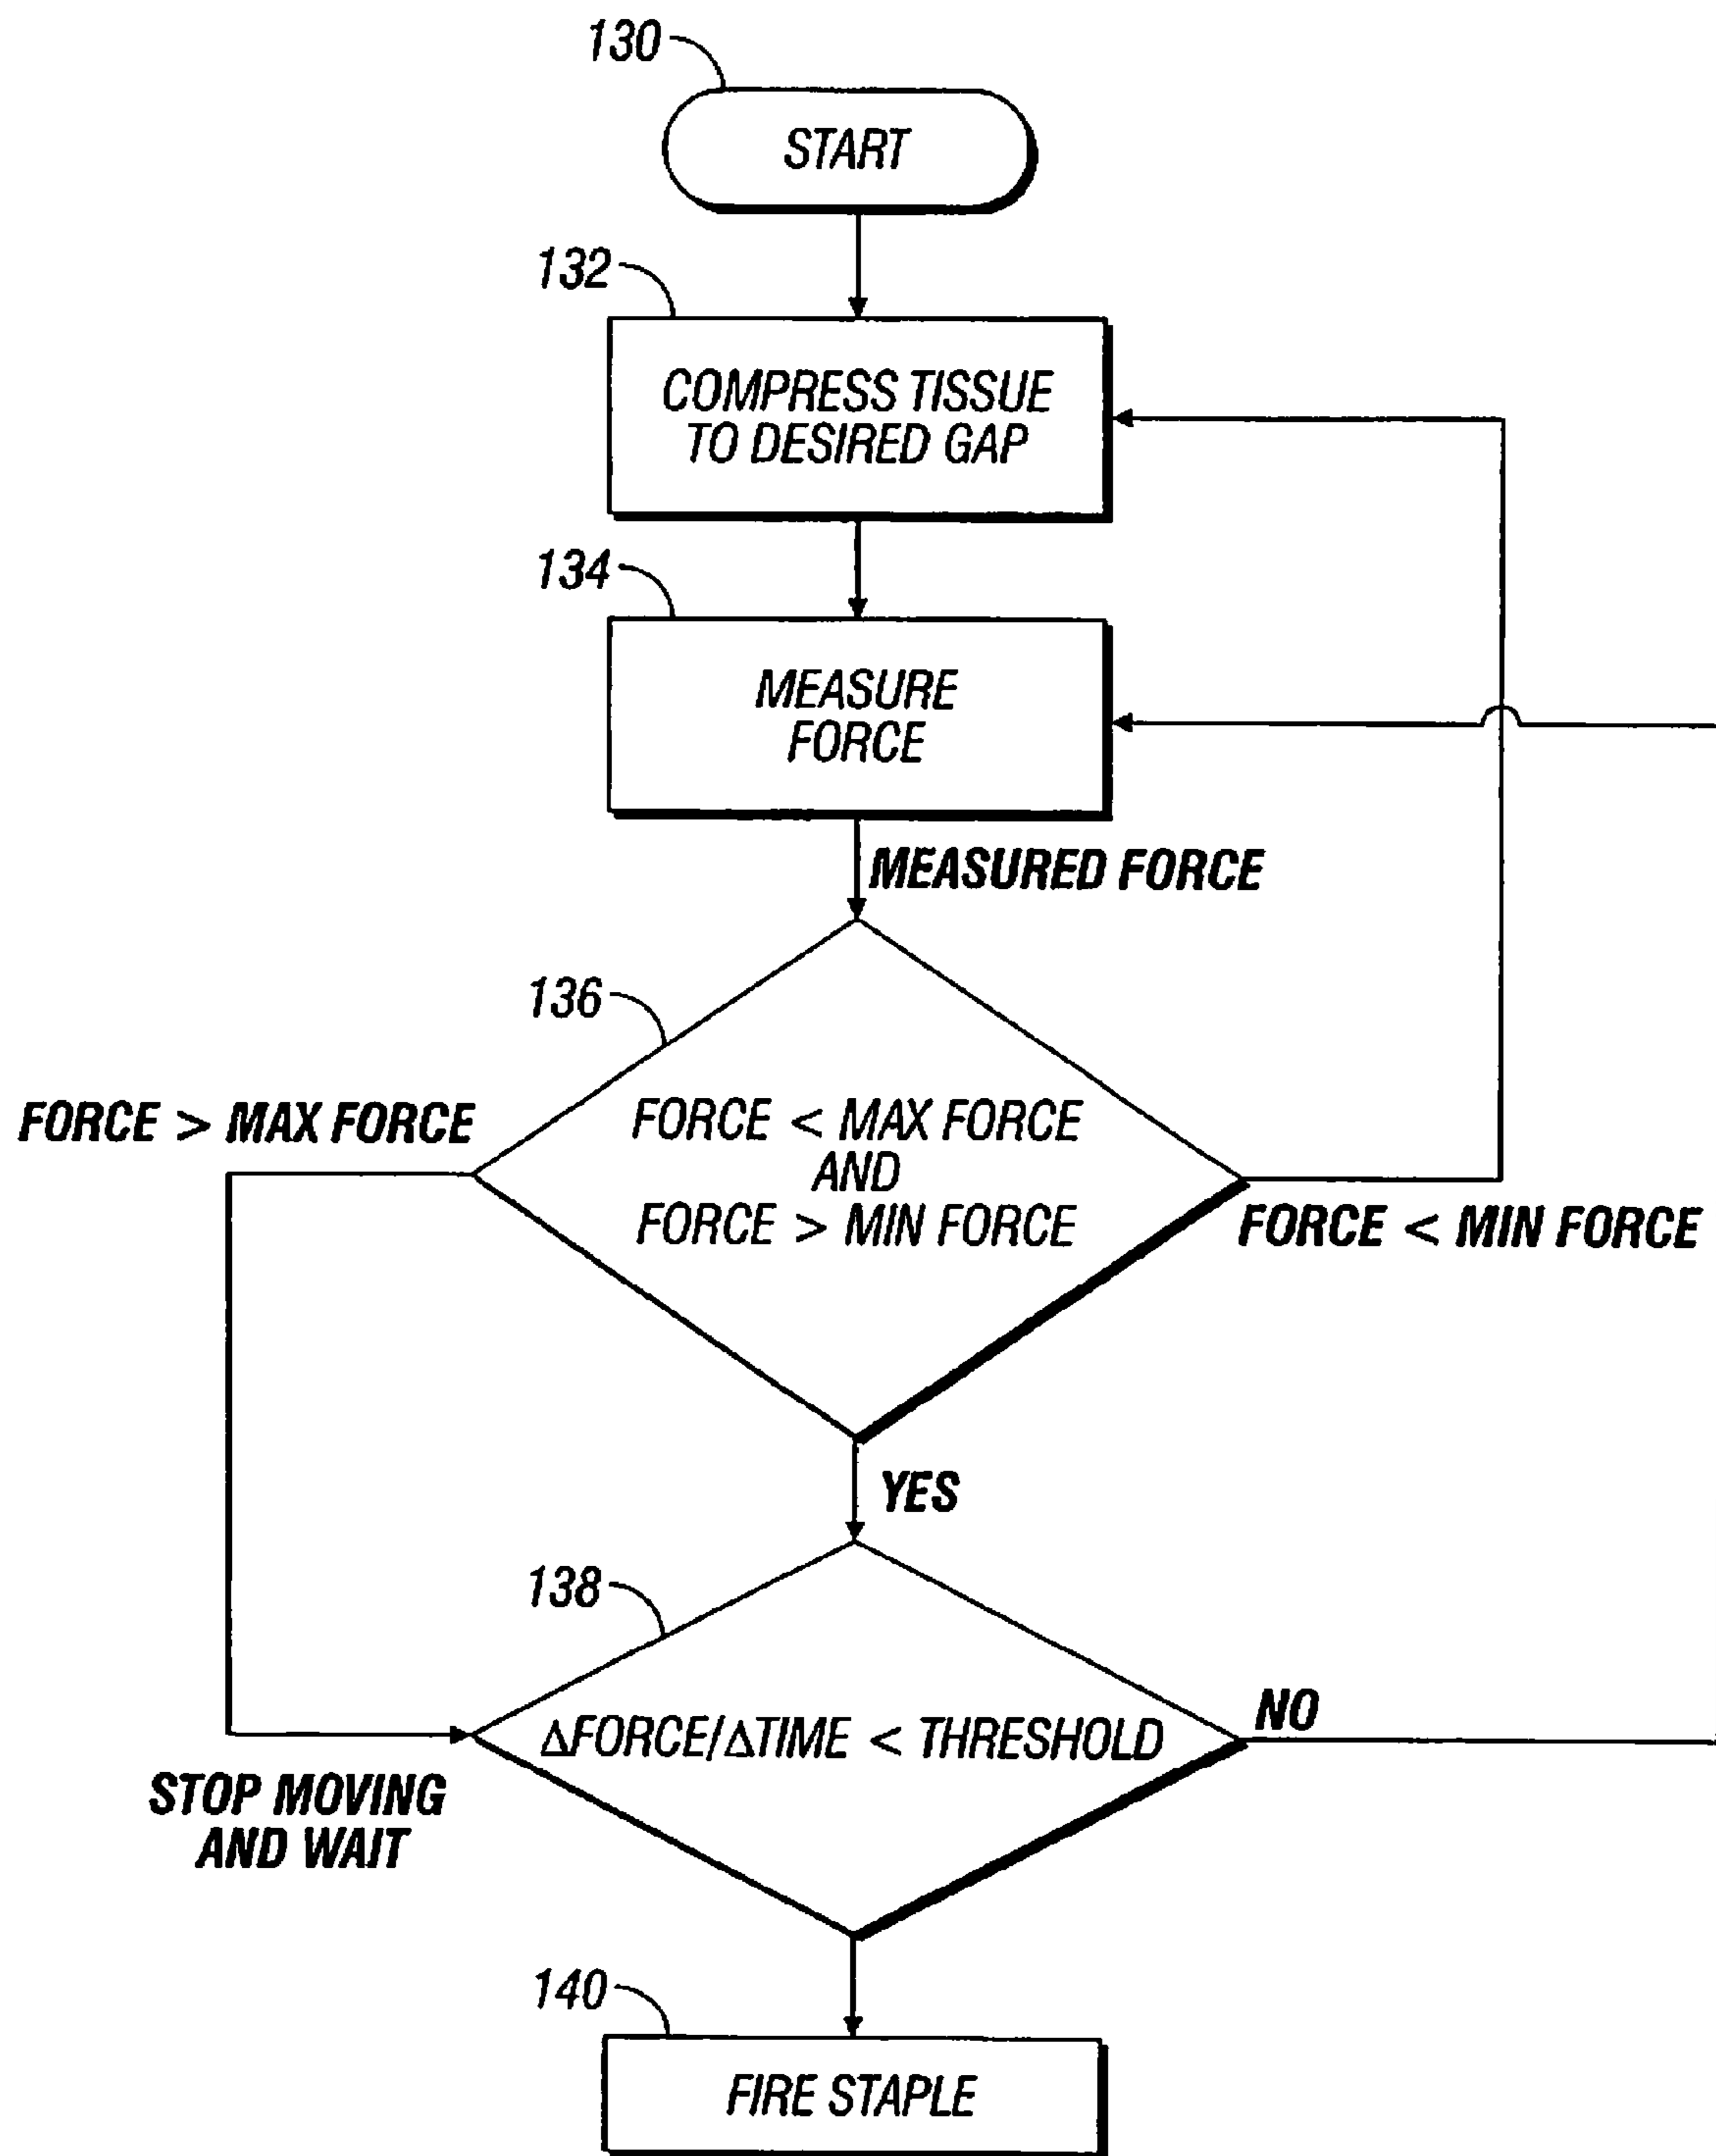 130
START
132
COMPRESS TISSUE
TO DESIRED GAP
134
MEASURE
FORCE
MEASURED FORCE
136
FORCE > MAX FORCE
FORCE < MAX FORCE
AND
FORCE > MIN FORCE
FORCE < MIN FORCE
YES
138
ΔFORCE/ΔTIME < THRESHOLD
NO
STOP MOVING
AND WAIT
140
FIRE STAPLE